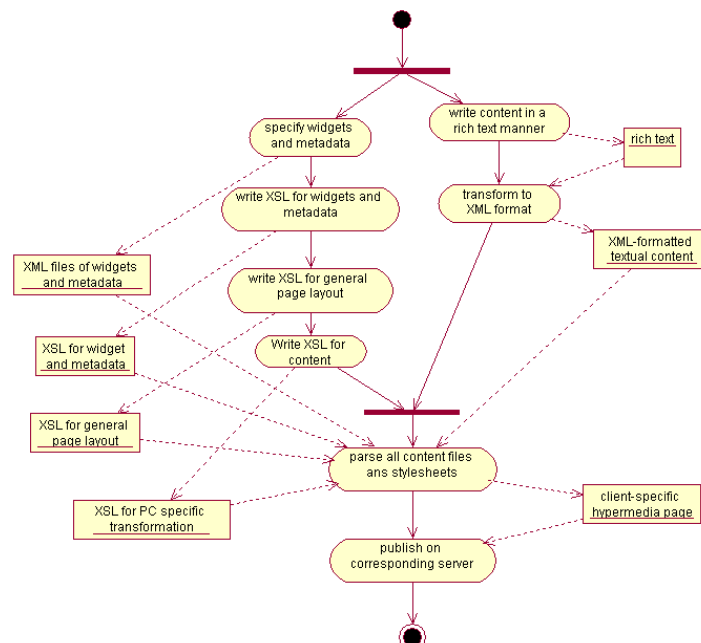 write content in a
rich text manner
specify widgets
and metadata
rich text
write XSL for widgets and
metadata
transform to
XML format
XML-formatted
textual content
XML files of widgets
and metadata
write XSL for general
page layout
XSL for widget
and metadata
Write XSL for
content
XSL for general
page layout
parse all content files
ans stylesheets
XSL for PC specific
transformation
client-specific
hypermedia page
publish on
corresponding server